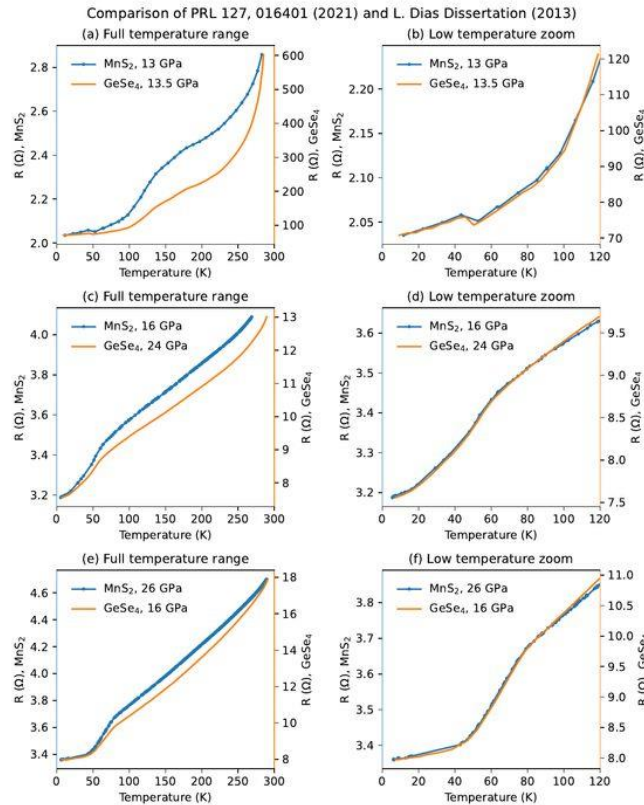 Comparison of PRL 127, 016401 (2021) and L. Dias Dissertation (2013)
(a) Full temperature range
MnS₂, 13 GPa
GeSe₄, 13.5 GPa
R (Ω), MnS₂
2.8
2.6
2.4
2.2
2.0
R (Ω), GeSe₄
600
500
400
300
200
100
0 50 100 150 200 250 300
Temperature (K)
(b) Low temperature zoom
MnS₂, 13 GPa
GeSe₄, 13.5 GPa
R (Ω), MnS₂
2.20
2.15
2.10
2.05
R (Ω), GeSe₄
120
110
100
90
80
70
0 20 40 60 80 100 120
Temperature (K)
(c) Full temperature range
MnS₂, 16 GPa
GeSe₄, 24 GPa
R (Ω), MnS₂
4.0
3.8
3.6
3.4
3.2
R (Ω), GeSe₄
13
12
11
10
9
8
0 50 100 150 200 250 300
Temperature (K)
(d) Low temperature zoom
MnS₂, 16 GPa
GeSe₄, 24 GPa
R (Ω), MnS₂
3.6
3.5
3.4
3.3
3.2
R (Ω), GeSe₄
9.5
9.0
8.5
8.0
7.5
0 20 40 60 80 100 120
Temperature (K)
(e) Full temperature range
MnS₂, 26 GPa
GeSe₄, 16 GPa
R (Ω), MnS₂
4.6
4.4
4.2
4.0
3.8
3.6
3.4
R (Ω), GeSe₄
18
16
14
12
10
8
0 50 100 150 200 250 300
Temperature (K)
(f) Low temperature zoom
MnS₂, 26 GPa
GeSe₄, 16 GPa
R (Ω), MnS₂
3.8
3.7
3.6
3.5
3.4
R (Ω), GeSe₄
11.0
10.5
10.0
9.5
9.0
8.5
8.0
0 20 40 60 80 100 120
Temperature (K)